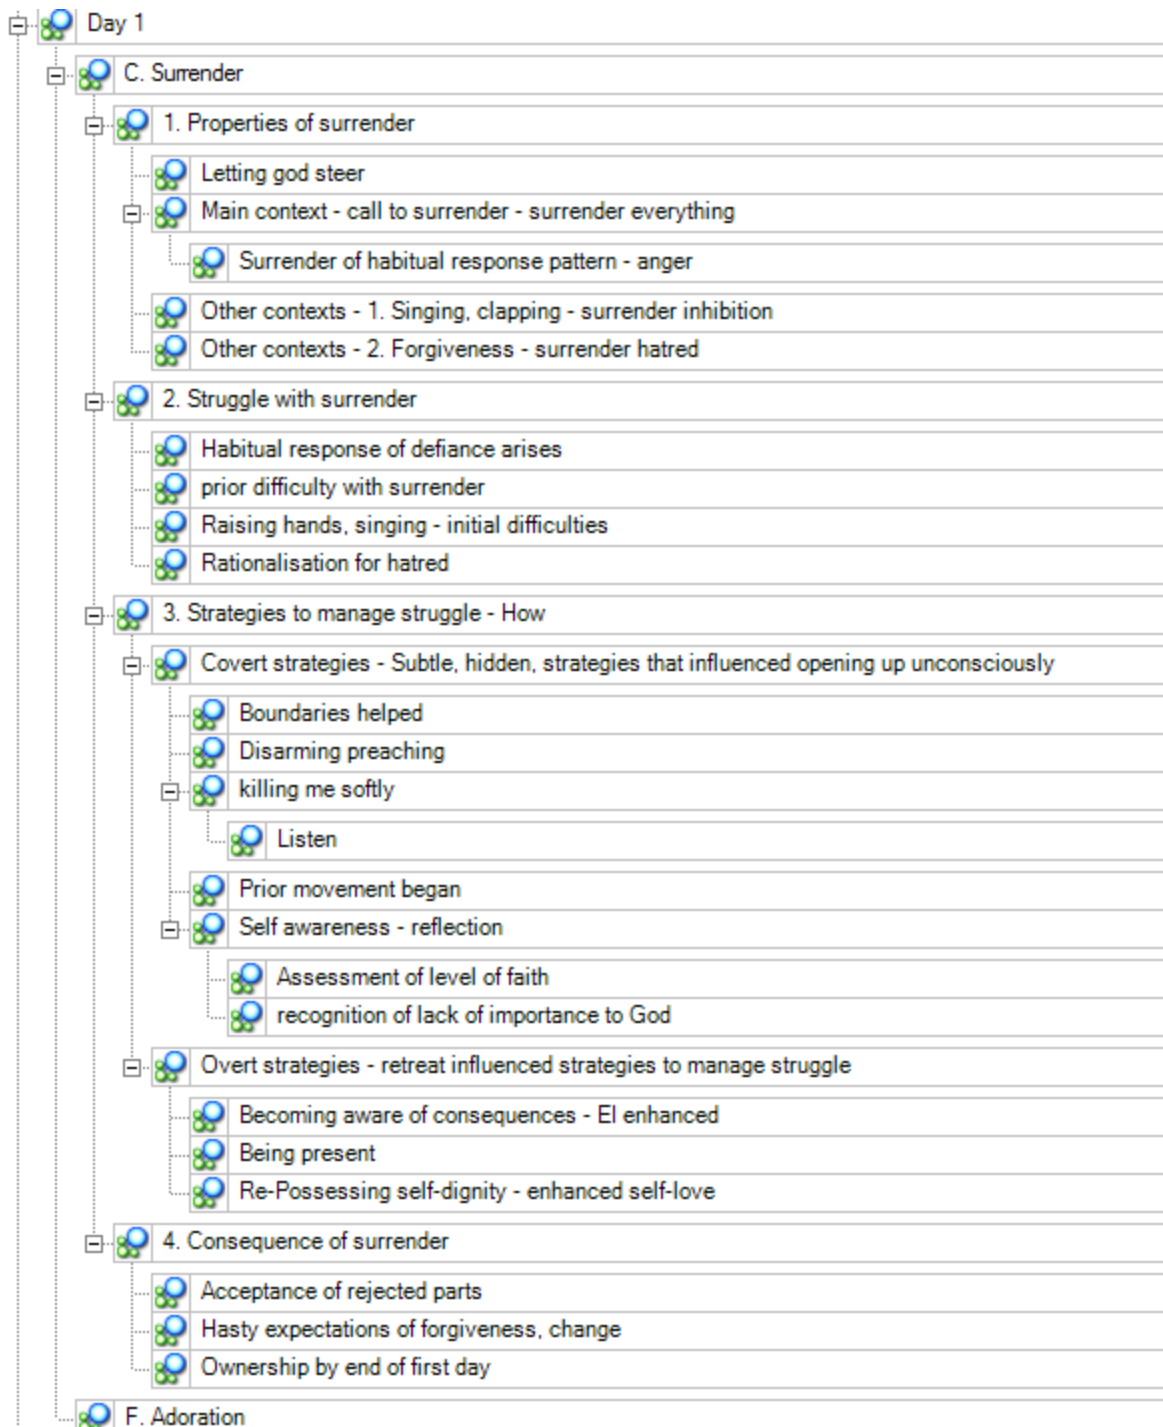 Day 1
C. Surrender
1. Properties of surrender
Letting god steer
Main context - call to surrender - surrender everything
Surrender of habitual response pattern - anger
Other contexts - 1. Singing, clapping - surrender inhibition
Other contexts - 2. Forgiveness - surrender hatred
2. Struggle with surrender
Habitual response of defiance arises
prior difficulty with surrender
Raising hands, singing - initial difficulties
Rationalisation for hatred
3. Strategies to manage struggle - How
Covert strategies - Subtle, hidden, strategies that influenced opening up unconsciously
Boundaries helped
Disarming preaching
killing me softly
Listen
Prior movement began
Self awareness - reflection
Assessment of level of faith
recognition of lack of importance to God
Overt strategies - retreat influenced strategies to manage struggle
Becoming aware of consequences - EI enhanced
Being present
Re-Possessing self-dignity - enhanced self-love
4. Consequence of surrender
Acceptance of rejected parts
Hasty expectations of forgiveness, change
Ownership by end of first day
F. Adoration